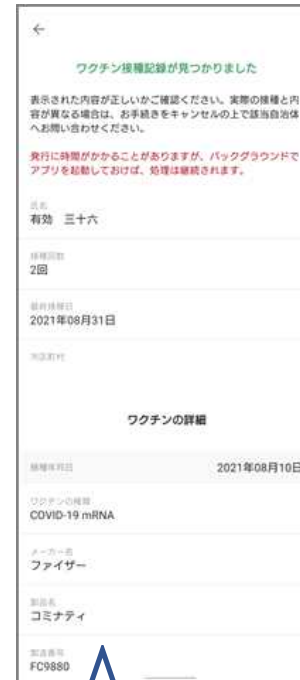 ←
ワクチン接種記録が見つかりました
表示された内容が正しいかご確認ください。実際の接種と内
容が異なる場合は、お手続きをキャンセルの上で該当自治体
へお問い合わせください。
発行に時間がかかることがありますが、バックグラウンドで
アプリを起動しておけば、処理は継続されます。
氏名
有効 三十六
接種回数
2回
最終接種日
2021年08月31日
市区町村
ワクチンの詳細
接種年月日 2021年08月10日
ワクチンの種類
COVID-19 mRNA
メーカー名
ファイザー
製品名
コミナティ
製造番号
FC9880